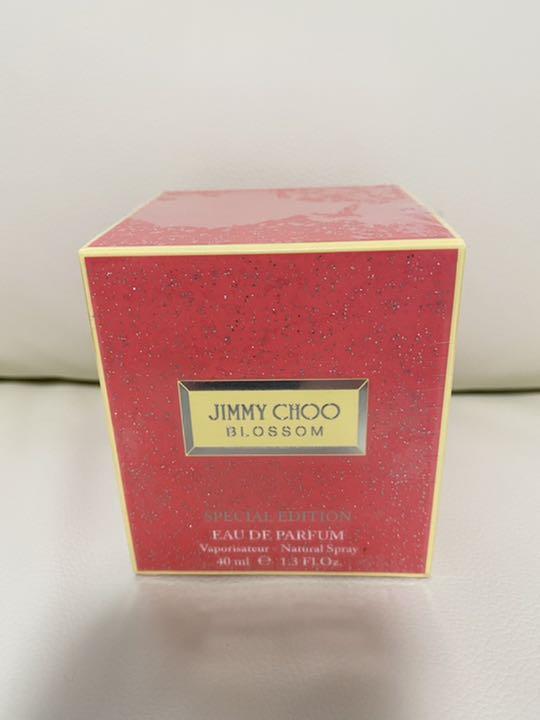 JIMMY CHOO
BLOSSOM
SPECIAL EDITION
EAU DE PARFUM
Vaporisateur - Natural Spray
40 ml ℮ 1.3 Fl.Oz.